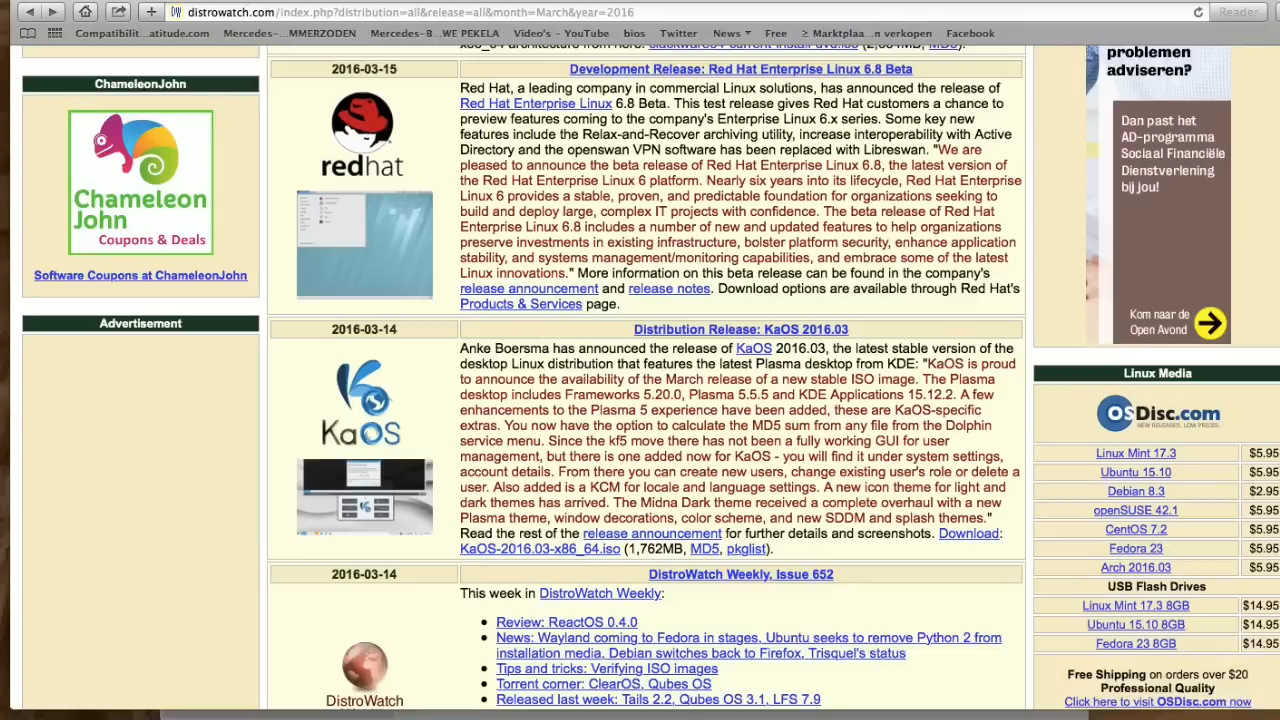 distrowatch.com/index.php?distribution=all&release=all&month=March&year=2016
Reader
Compatibilit...atitude.com
Mercedes-...MMERZODEN
Mercedes-B...WE PEKELA
Video's - YouTube
bios
Twitter
News
Free
≥ Marktplaa...n verkopen
Facebook
ChameleonJohn
Chameleon
John
Coupons & Deals
Software Coupons at ChameleonJohn
Advertisement
2016-03-15
Development Release: Red Hat Enterprise Linux 6.8 Beta
redhat
Red Hat, a leading company in commercial Linux solutions, has announced the release of
Red Hat Enterprise Linux 6.8 Beta. This test release gives Red Hat customers a chance to
preview features coming to the company's Enterprise Linux 6.x series. Some key new
features include the Relax-and-Recover archiving utility, increase interoperability with Active
Directory and the openswan VPN software has been replaced with Libreswan. "We are
pleased to announce the beta release of Red Hat Enterprise Linux 6.8, the latest version of
the Red Hat Enterprise Linux 6 platform. Nearly six years into its lifecycle, Red Hat Enterprise
Linux 6 provides a stable, proven, and predictable foundation for organizations seeking to
build and deploy large, complex IT projects with confidence. The beta release of Red Hat
Enterprise Linux 6.8 includes a number of new and updated features to help organizations
preserve investments in existing infrastructure, bolster platform security, enhance application
stability, and systems management/monitoring capabilities, and embrace some of the latest
Linux innovations." More information on this beta release can be found in the company's
release announcement and release notes. Download options are available through Red Hat's
Products & Services page.
2016-03-14
Distribution Release: KaOS 2016.03
KaOS
Anke Boersma has announced the release of KaOS 2016.03, the latest stable version of the
desktop Linux distribution that features the latest Plasma desktop from KDE: "KaOS is proud
to announce the availability of the March release of a new stable ISO image. The Plasma
desktop includes Frameworks 5.20.0, Plasma 5.5.5 and KDE Applications 15.12.2. A few
enhancements to the Plasma 5 experience have been added, these are KaOS-specific
extras. You now have the option to calculate the MD5 sum from any file from the Dolphin
service menu. Since the kf5 move there has not been a fully working GUI for user
management, but there is one added now for KaOS - you will find it under system settings,
account details. From there you can create new users, change existing user's role or delete a
user. Also added is a KCM for locale and language settings. A new icon theme for light and
dark themes has arrived. The Midna Dark theme received a complete overhaul with a new
Plasma theme, window decorations, color scheme, and new SDDM and splash themes."
Read the rest of the release announcement for further details and screenshots. Download:
KaOS-2016.03-x86_64.iso (1,762MB, MD5, pkglist).
2016-03-14
DistroWatch Weekly, Issue 652
DistroWatch
This week in DistroWatch Weekly:
Review: ReactOS 0.4.0
News: Wayland coming to Fedora in stages, Ubuntu seeks to remove Python 2 from
installation media, Debian switches back to Firefox, Trisquel's status
Tips and tricks: Verifying ISO images
Torrent corner: ClearOS, Qubes OS
Released last week: Tails 2.2, Qubes OS 3.1, LFS 7.9
problemen
adviseren?
Dan past het
AD-programma
Sociaal Financiële
Dienstverlening
bij jou!
Kom naar de
Open Avond
Linux Media
OSDisc.com
NEW RELEASES. LOW PRICES.
Linux Mint 17.3 $5.95
Ubuntu 15.10 $5.95
Debian 8.3 $2.95
openSUSE 42.1 $5.95
CentOS 7.2 $5.95
Fedora 23 $5.95
Arch 2016.03 $5.95
USB Flash Drives
Linux Mint 17.3 8GB $14.95
Ubuntu 15.10 8GB $14.95
Fedora 23 8GB $14.95
Free Shipping on orders over $20
Professional Quality
Click here to visit OSDisc.com now